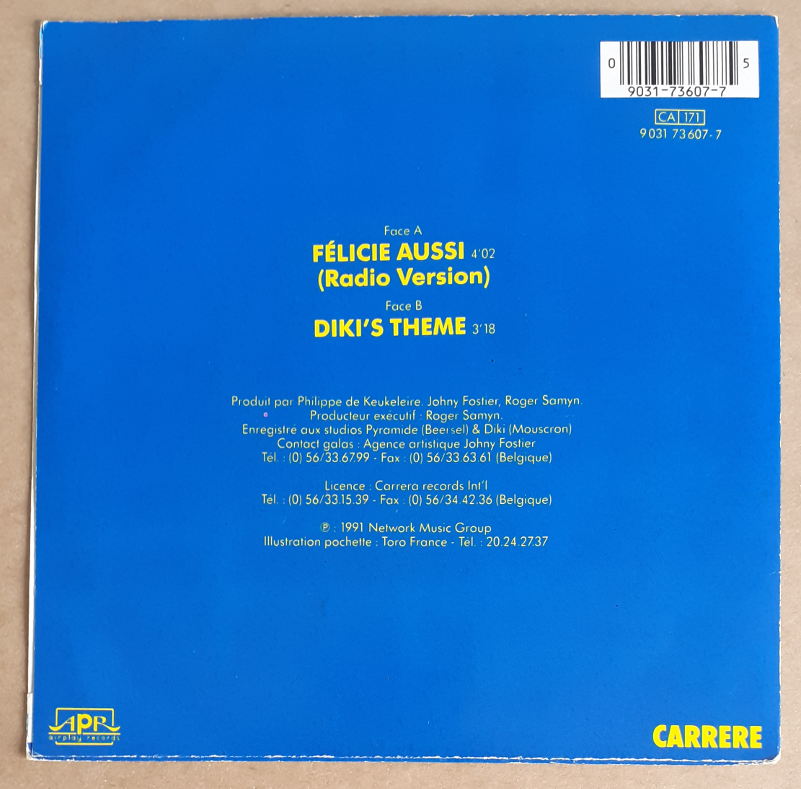 0 5
9031-73607-7
CA 171
9 031 73 607-7
Face A
FÉLICIE AUSSI 4'02
(Radio Version)
Face B
DIKI'S THEME 3'18
Produit par Philippe de Keukeleire. Johny Fostier, Roger Samyn.
Producteur exécutif : Roger Samyn.
Enregistré aux studios Pyramide (Beersel) & Diki (Mouscron)
Contact galas : Agence artistique Johny Fostier
Tél. : (0) 56/33.67.99 - Fax : (0) 56/33.63.61 (Belgique)
Licence : Carrera records Int'l
Tél. : (0) 56/33.15.39 - Fax : (0) 56/34.42.36 (Belgique)
℗ : 1991 Network Music Group
Illustration pochette : Toro France - Tél. : 20.24.27.37
APR
airplay records
CARRERE